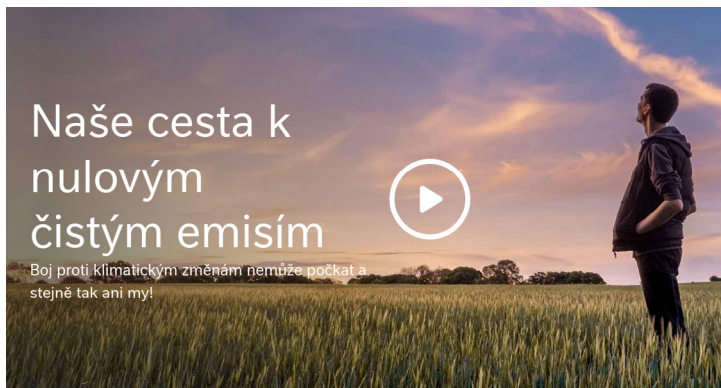 Naše cesta k
nulovým
čistým emisím
Boj proti klimatickým změnám nemůže počkat a
stejně tak ani my!